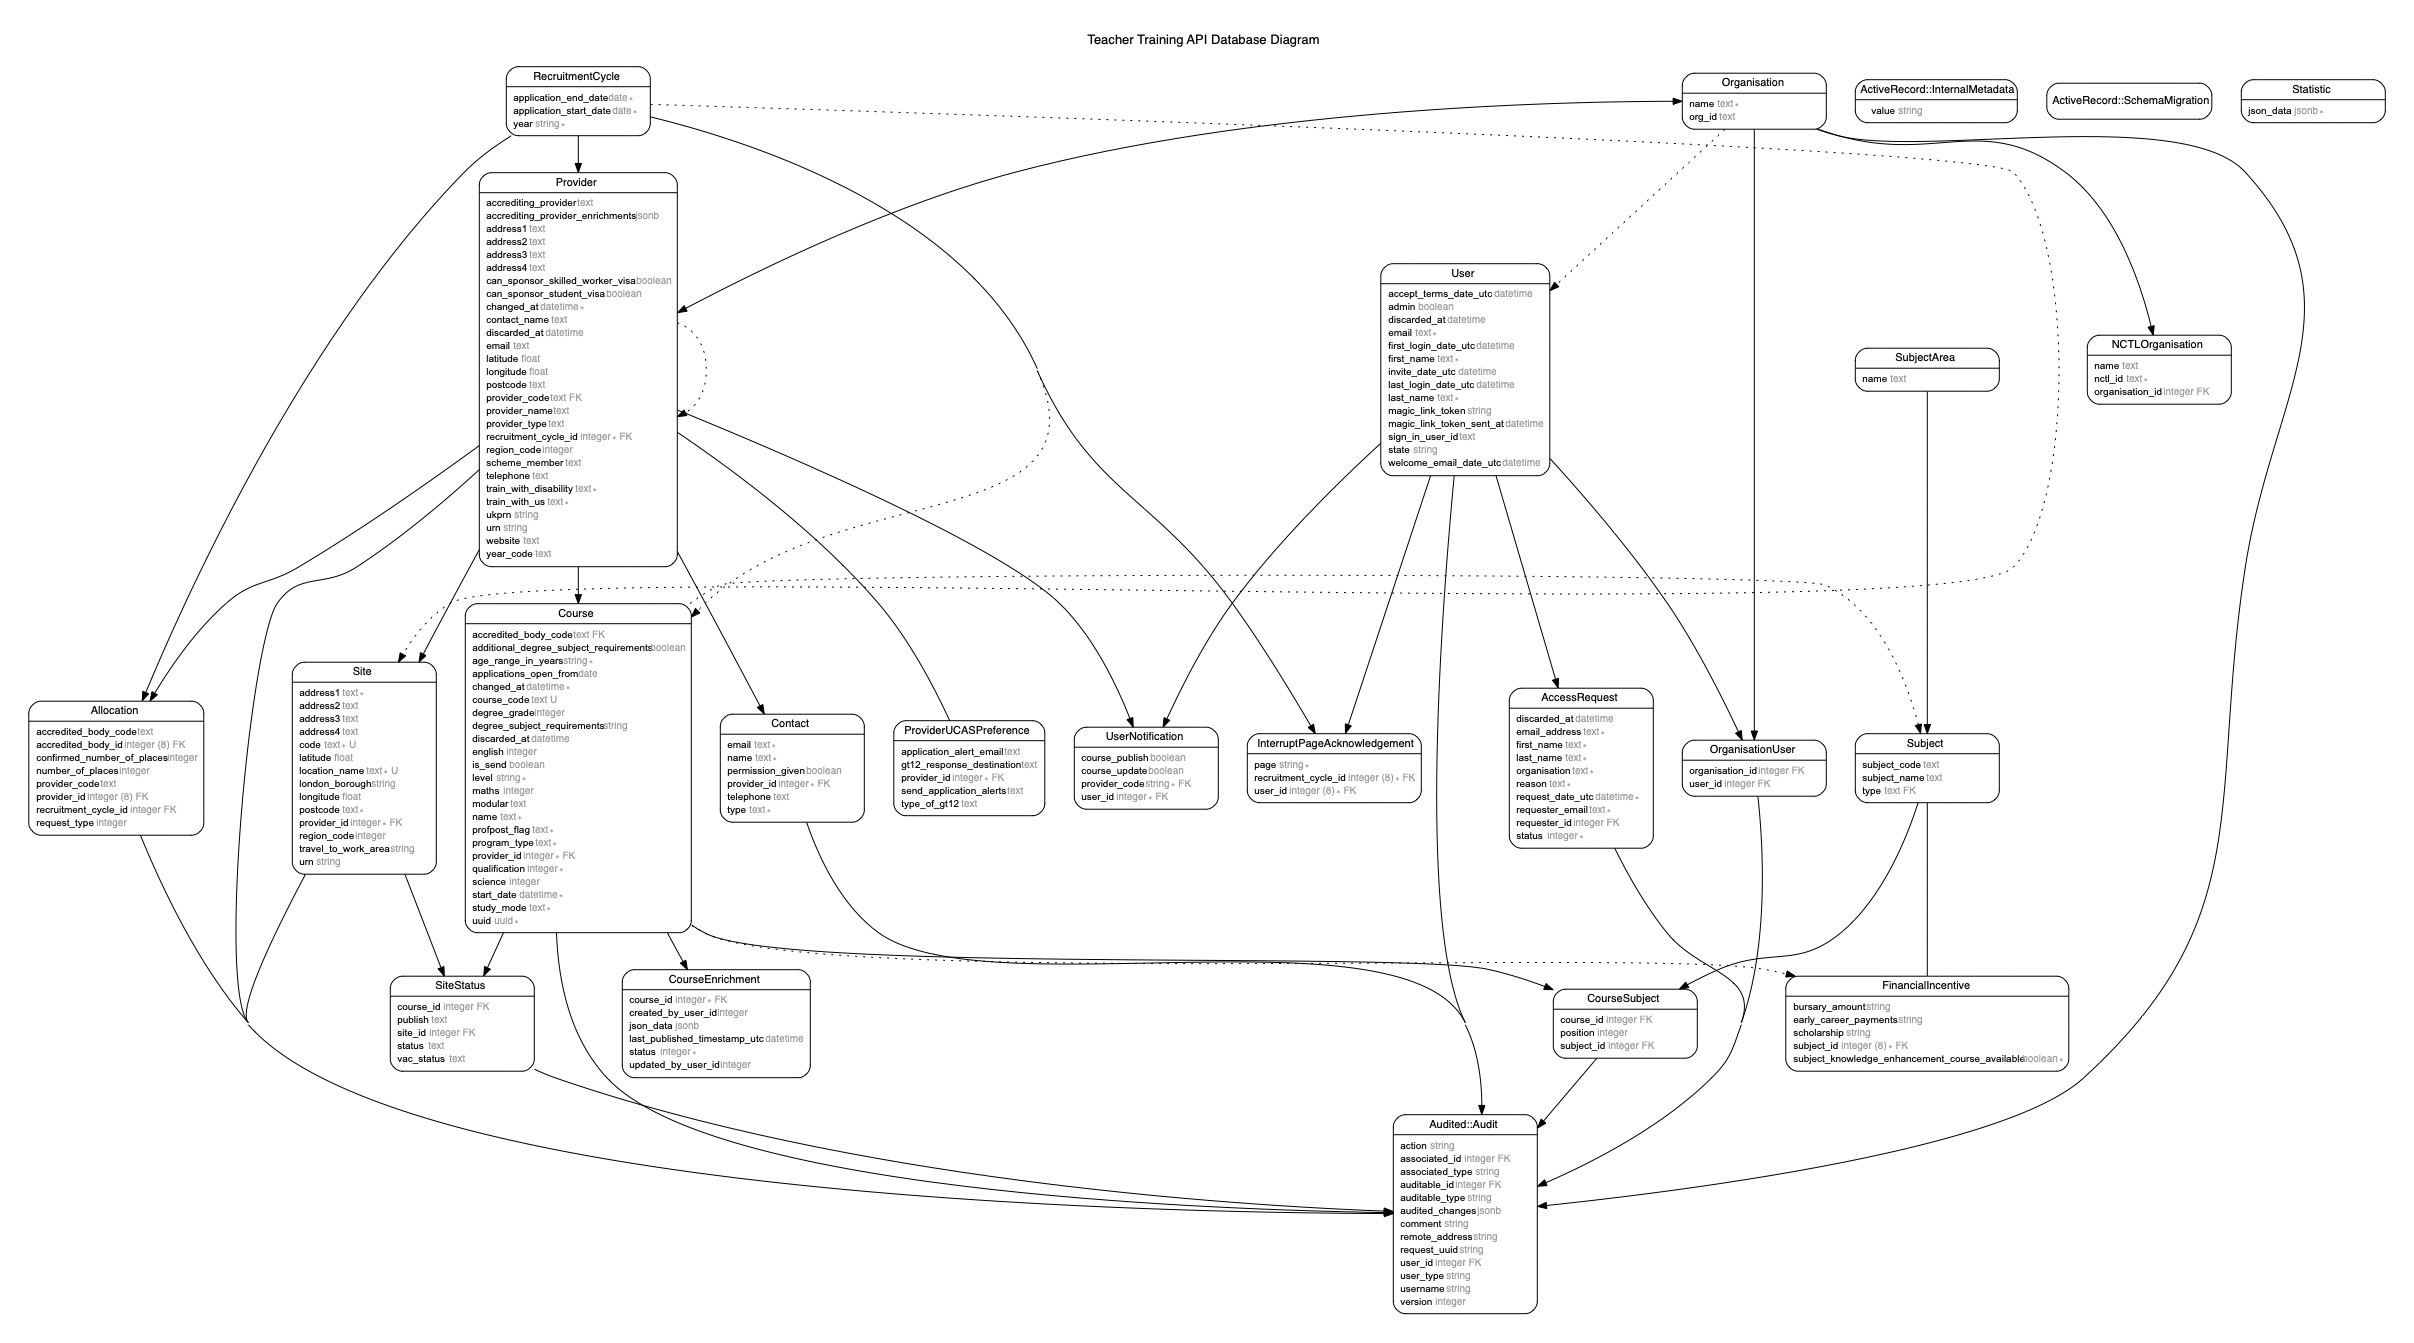 Teacher Training API Database Diagram
RecruitmentCycle
application_end_date date *
application_start_date date *
year string *
Organisation
name text *
org_id text
ActiveRecord::InternalMetadata
value string
ActiveRecord::SchemaMigration
Statistic
json_data jsonb *
Provider
accrediting_provider text
accrediting_provider_enrichments jsonb
address1 text
address2 text
address3 text
address4 text
can_sponsor_skilled_worker_visa boolean
can_sponsor_student_visa boolean
changed_at datetime *
contact_name text
discarded_at datetime
email text
latitude float
longitude float
postcode text
provider_code text FK
provider_name text
provider_type text
recruitment_cycle_id integer * FK
region_code integer
scheme_member text
telephone text
train_with_disability text *
train_with_us text *
ukprn string
urn string
website text
year_code text
User
accept_terms_date_utc datetime
admin boolean
discarded_at datetime
email text *
first_login_date_utc datetime
first_name text *
invite_date_utc datetime
last_login_date_utc datetime
last_name text *
magic_link_token string
magic_link_token_sent_at datetime
sign_in_user_id text
state string
welcome_email_date_utc datetime
SubjectArea
name text
NCTLOrganisation
name text
nctl_id text *
organisation_id integer FK
Allocation
accredited_body_code text
accredited_body_id integer (8) FK
confirmed_number_of_places integer
number_of_places integer
provider_code text
provider_id integer (8) FK
recruitment_cycle_id integer FK
request_type integer
Site
address1 text *
address2 text
address3 text
address4 text
code text * U
latitude float
location_name text * U
london_borough string
longitude float
postcode text *
provider_id integer * FK
region_code integer
travel_to_work_area string
urn string
Course
accredited_body_code text FK
additional_degree_subject_requirements boolean
age_range_in_years string *
applications_open_from date
changed_at datetime *
course_code text U
degree_grade integer
degree_subject_requirements string
discarded_at datetime
english integer
is_send boolean
level string *
maths integer
modular text
name text *
profpost_flag text *
program_type text *
provider_id integer * FK
qualification integer *
science integer
start_date datetime *
study_mode text *
uuid uuid *
Contact
email text *
name text *
permission_given boolean
provider_id integer * FK
telephone text
type text *
ProviderUCASPreference
application_alert_email text
gt12_response_destination text
provider_id integer * FK
send_application_alerts text
type_of_gt12 text
UserNotification
course_publish boolean
course_update boolean
provider_code string * FK
user_id integer * FK
InterruptPageAcknowledgement
page string *
recruitment_cycle_id integer (8) * FK
user_id integer (8) * FK
AccessRequest
discarded_at datetime
email_address text *
first_name text *
last_name text *
organisation text *
reason text *
request_date_utc datetime *
requester_email text *
requester_id integer FK
status integer *
OrganisationUser
organisation_id integer FK
user_id integer FK
Subject
subject_code text
subject_name text
type text FK
SiteStatus
course_id integer FK
publish text
site_id integer FK
status text
vac_status text
CourseEnrichment
course_id integer * FK
created_by_user_id integer
json_data jsonb
last_published_timestamp_utc datetime
status integer *
updated_by_user_id integer
CourseSubject
course_id integer FK
position integer
subject_id integer FK
FinancialIncentive
bursary_amount string
early_career_payments string
scholarship string
subject_id integer (8) * FK
subject_knowledge_enhancement_course_available boolean *
Audited::Audit
action string
associated_id integer FK
associated_type string
auditable_id integer FK
auditable_type string
audited_changes jsonb
comment string
remote_address string
request_uuid string
user_id integer FK
user_type string
username string
version integer